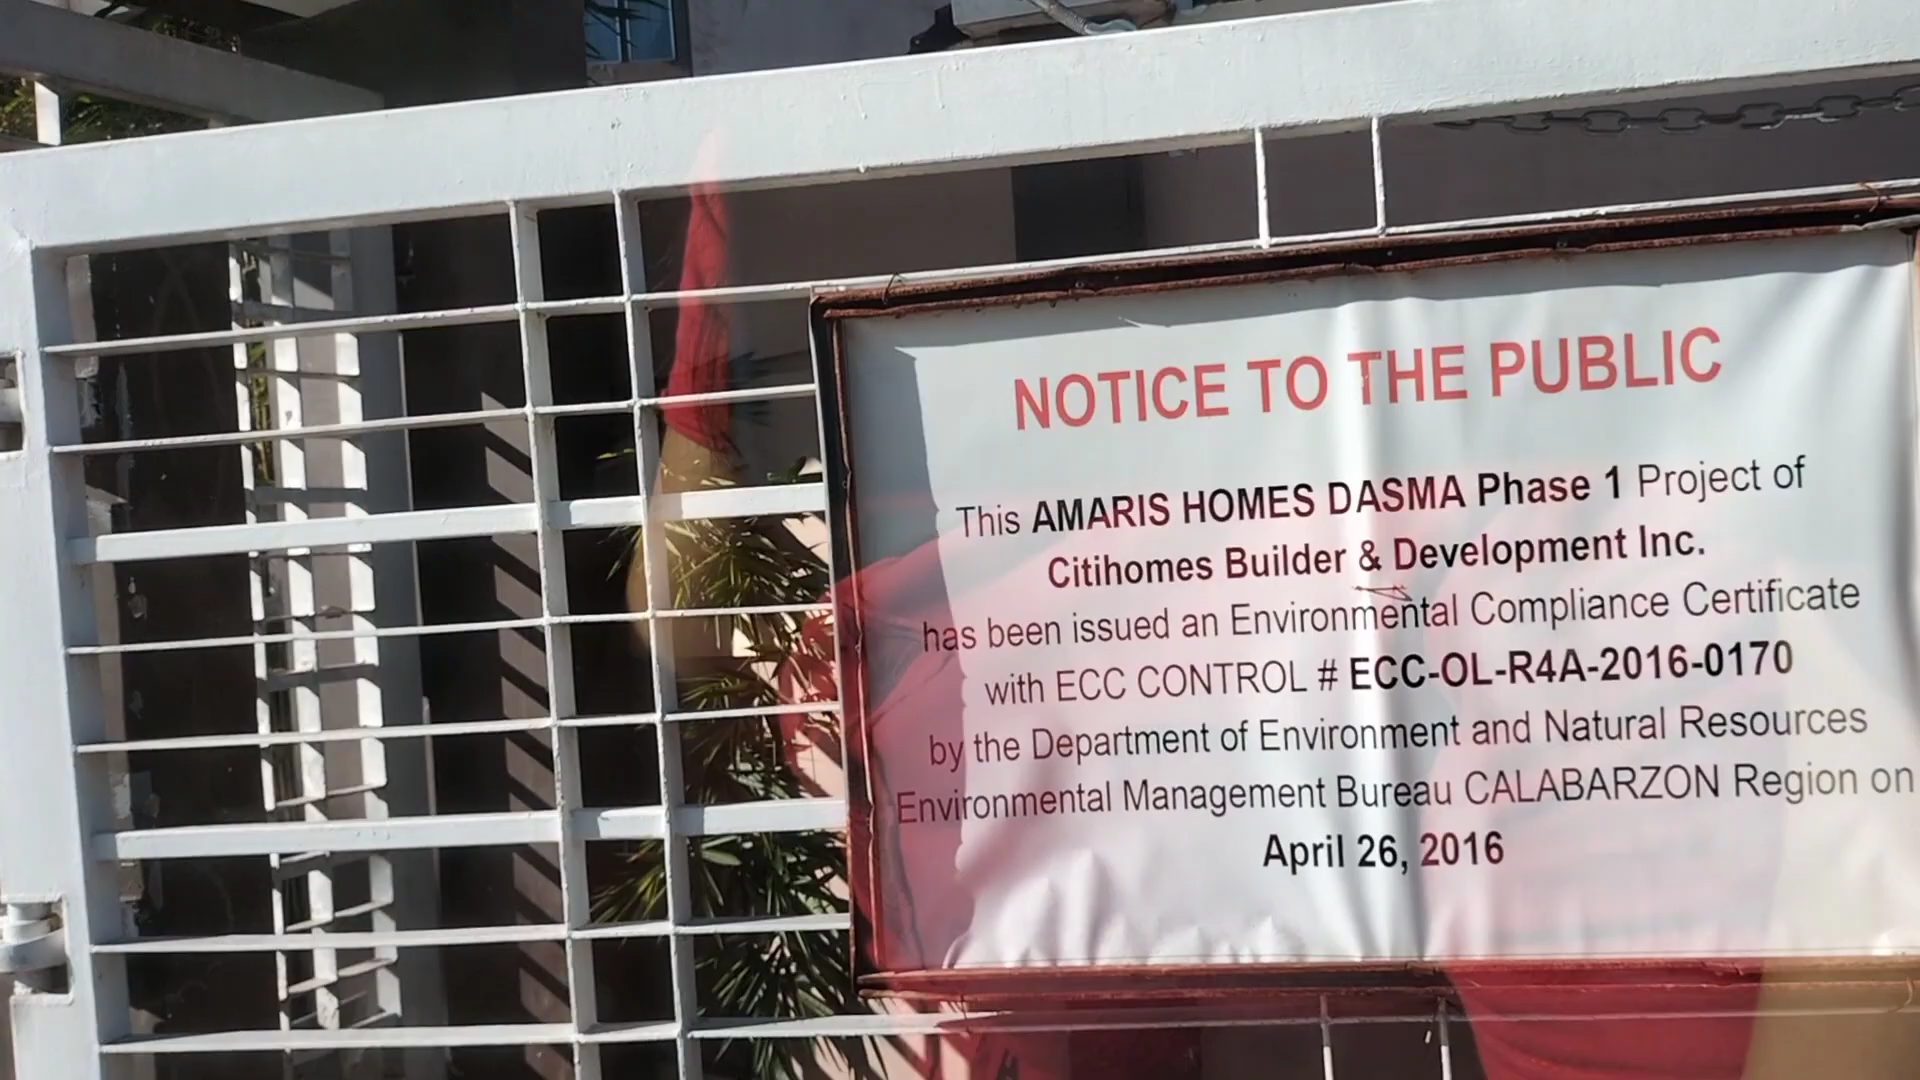 NOTICE TO THE PUBLIC
This AMARIS HOMES DASMA Phase 1 Project of
Citihomes Builder & Development Inc.
has been issued an Environmental Compliance Certificate
with ECC CONTROL # ECC-OL-R4A-2016-0170
by the Department of Environment and Natural Resources
Environmental Management Bureau CALABARZON Region on
April 26, 2016